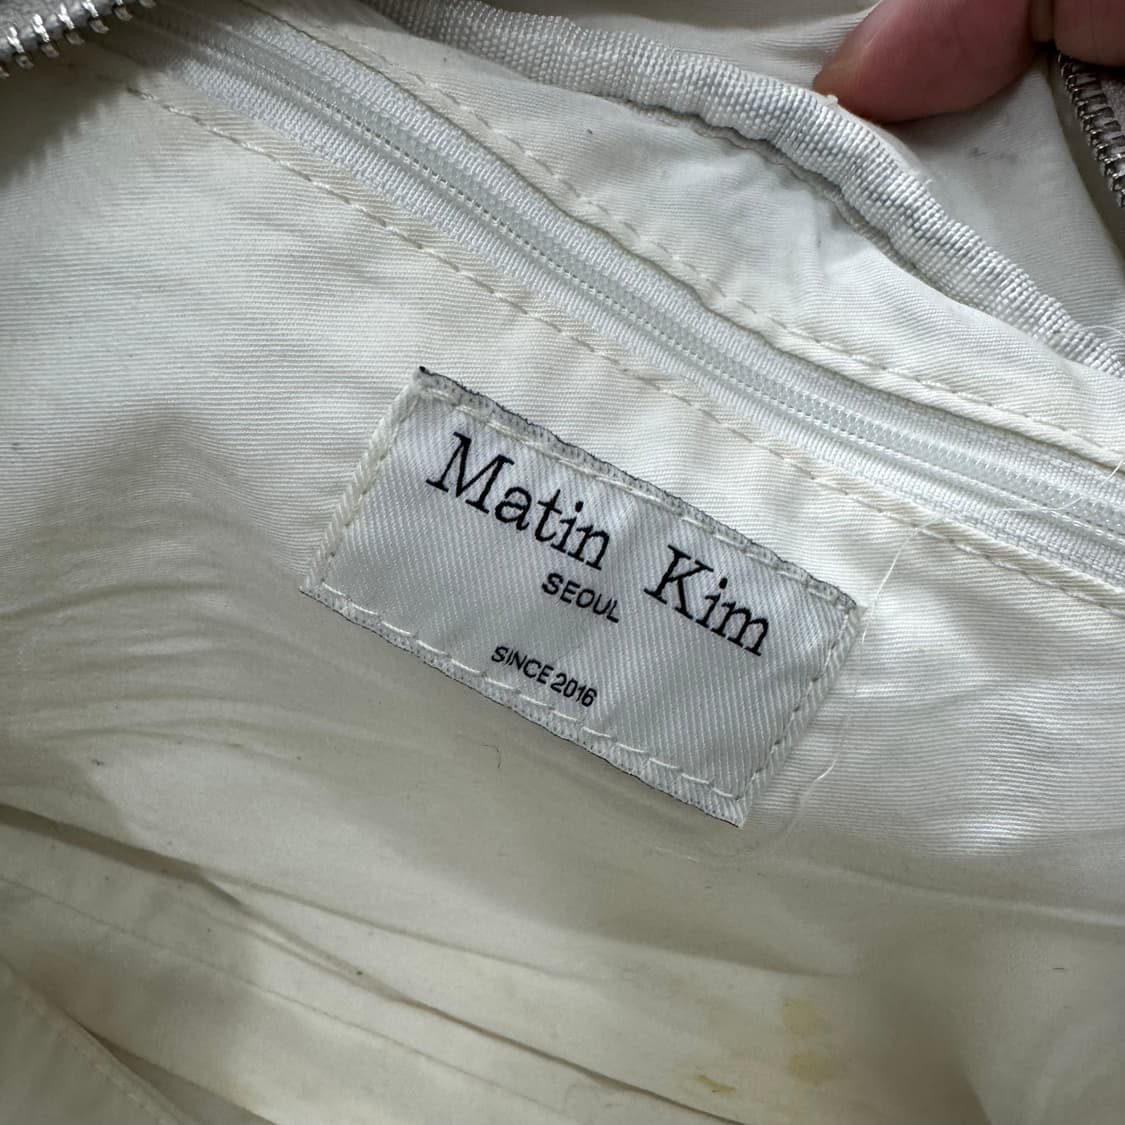 Matin Kim
SEOUL
SINCE 2016